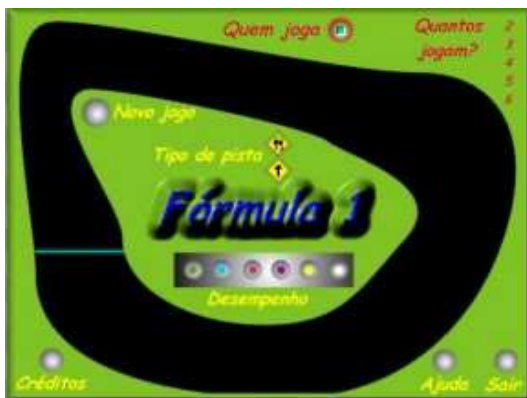 Quem joga
Quantos
jogam?
2
3
4
5
6
Novo jogo
Tipo de pista
Fórmula 1
Desempenho
Créditos
Ajuda
Sair